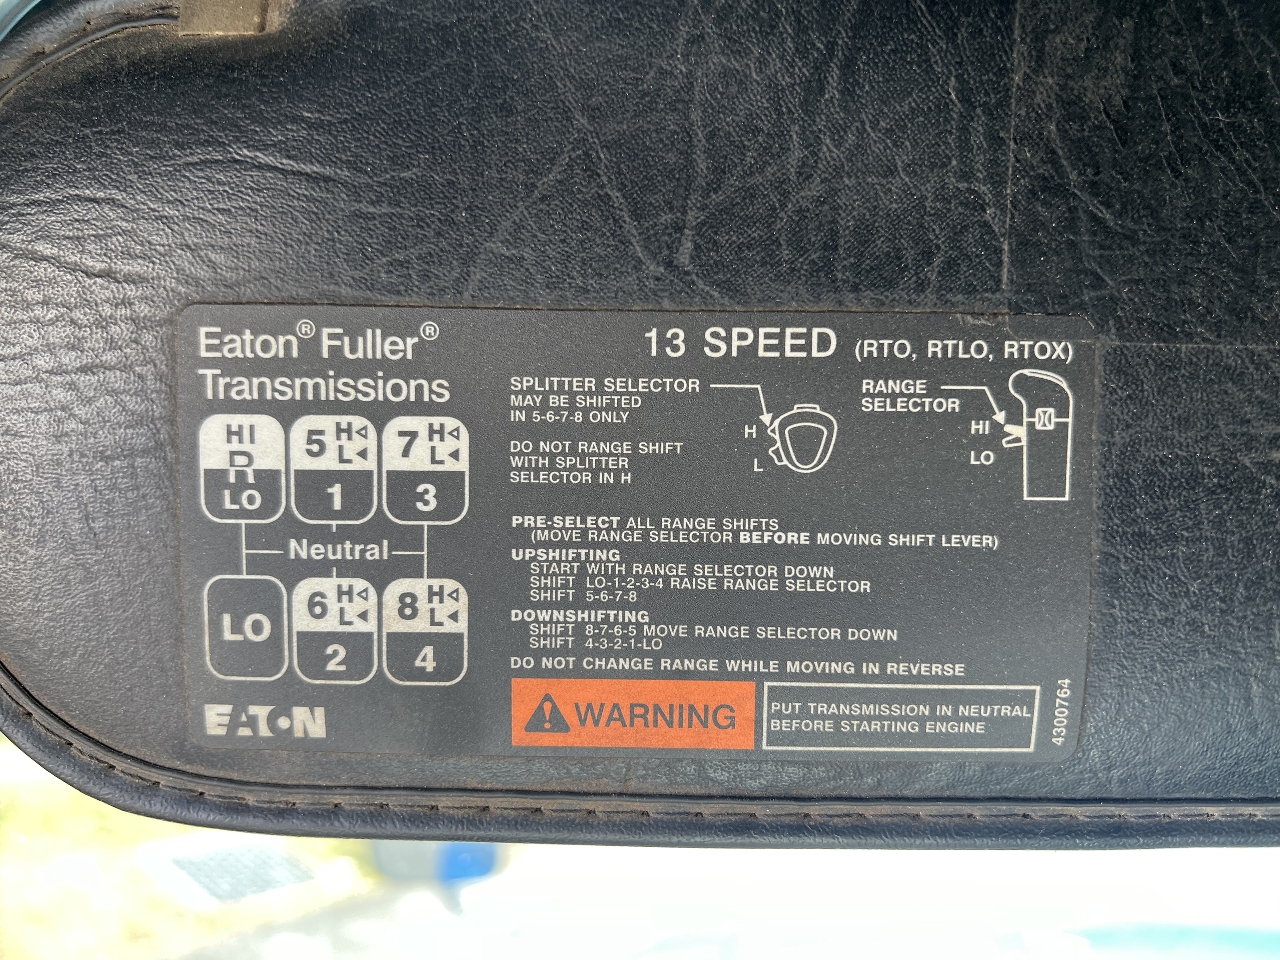 Eaton® Fuller®
Transmissions
13 SPEED (RTO, RTLO, RTOX)
HI
R
LO
5 H◁
L◀
1
7 H◁
L◀
3
Neutral
LO
6 H◁
L◀
2
8 H◁
L◀
4
EATON
SPLITTER SELECTOR
MAY BE SHIFTED
IN 5-6-7-8 ONLY
DO NOT RANGE SHIFT
WITH SPLITTER
SELECTOR IN H
H
L
RANGE
SELECTOR
HI
LO
PRE-SELECT ALL RANGE SHIFTS
(MOVE RANGE SELECTOR BEFORE MOVING SHIFT LEVER)
UPSHIFTING
START WITH RANGE SELECTOR DOWN
SHIFT LO-1-2-3-4 RAISE RANGE SELECTOR
SHIFT 5-6-7-8
DOWNSHIFTING
SHIFT 8-7-6-5 MOVE RANGE SELECTOR DOWN
SHIFT 4-3-2-1-LO
DO NOT CHANGE RANGE WHILE MOVING IN REVERSE
WARNING
PUT TRANSMISSION IN NEUTRAL
BEFORE STARTING ENGINE
4300764